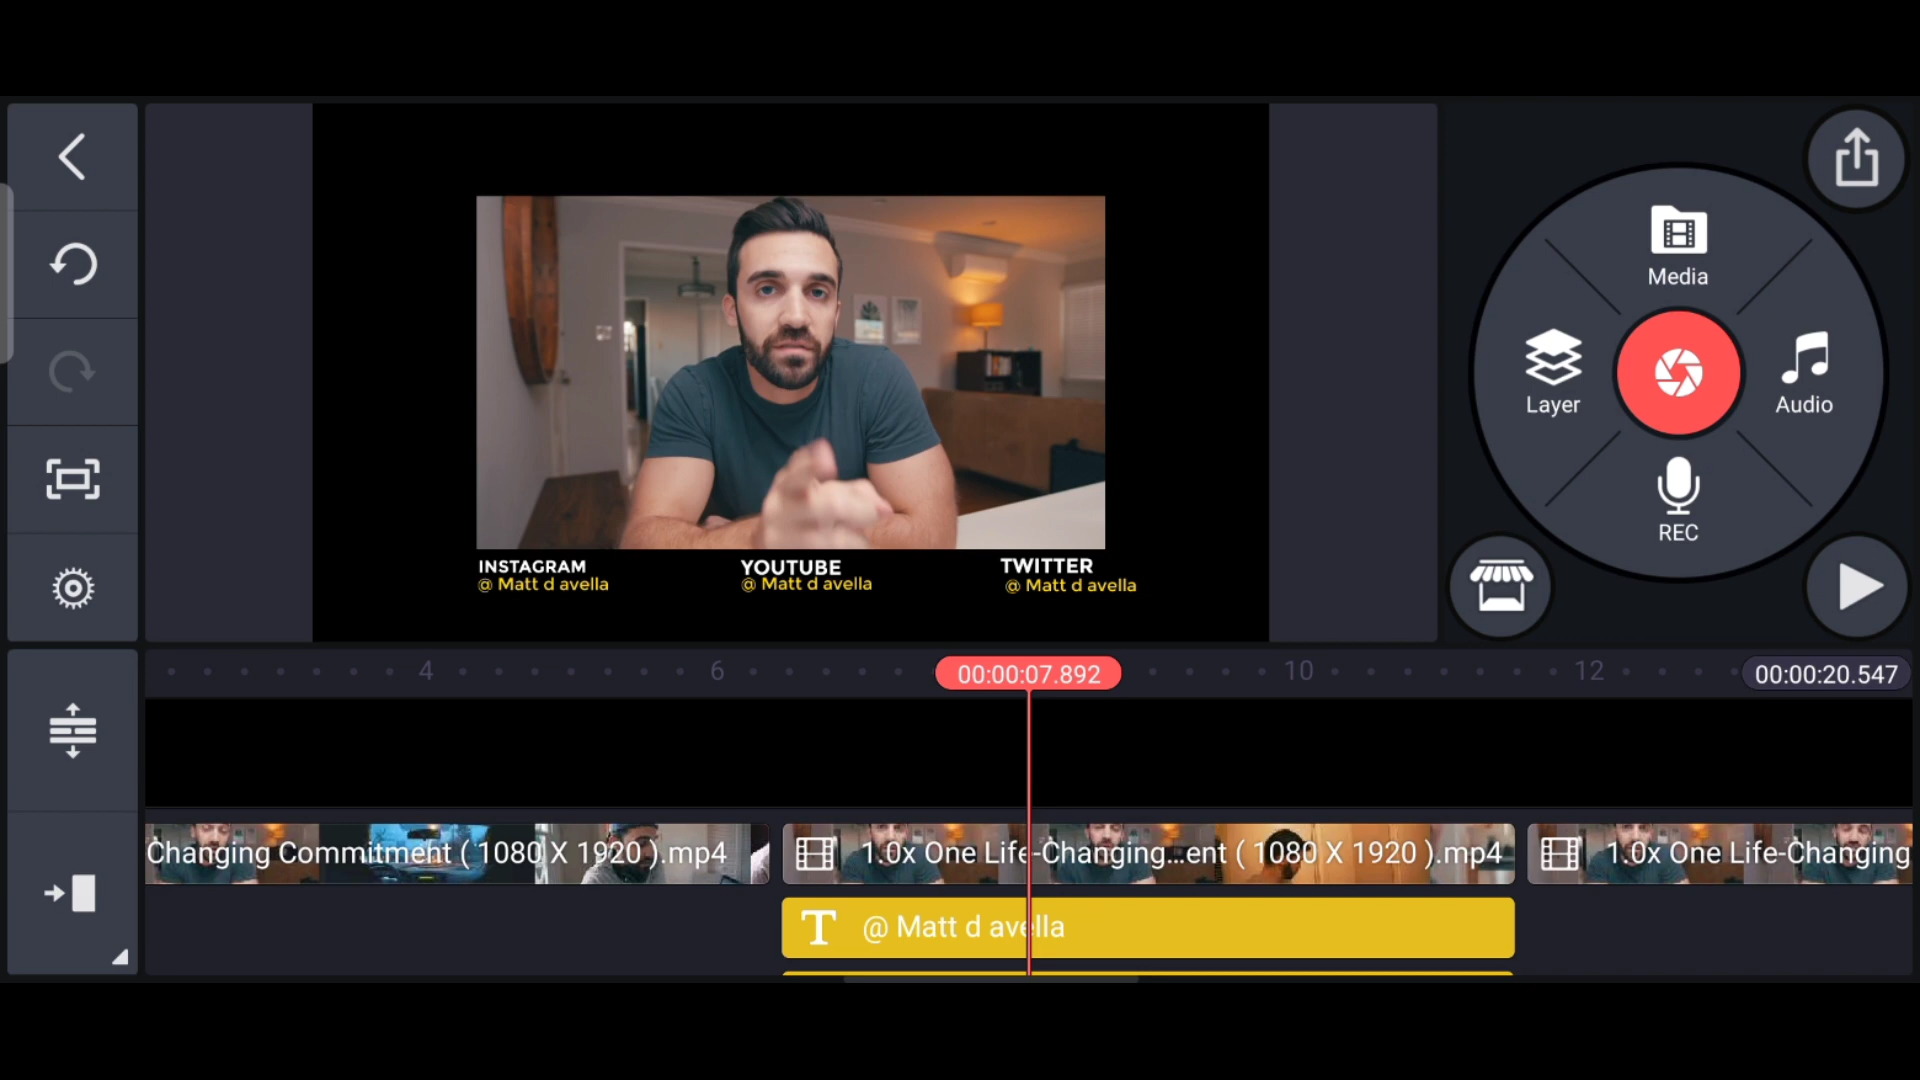 Media
Layer
Audio
REC
INSTAGRAM
@ Matt d avella
YOUTUBE
@ Matt d avella
TWITTER
@ Matt d avella
4
6
00:00:07.892
10
12
00:00:20.547
Changing Commitment ( 1080 X 1920 ).mp4
1.0x One Life-Changing...ent ( 1080 X 1920 ).mp4
1.0x One Life-Changing
T @ Matt d avella